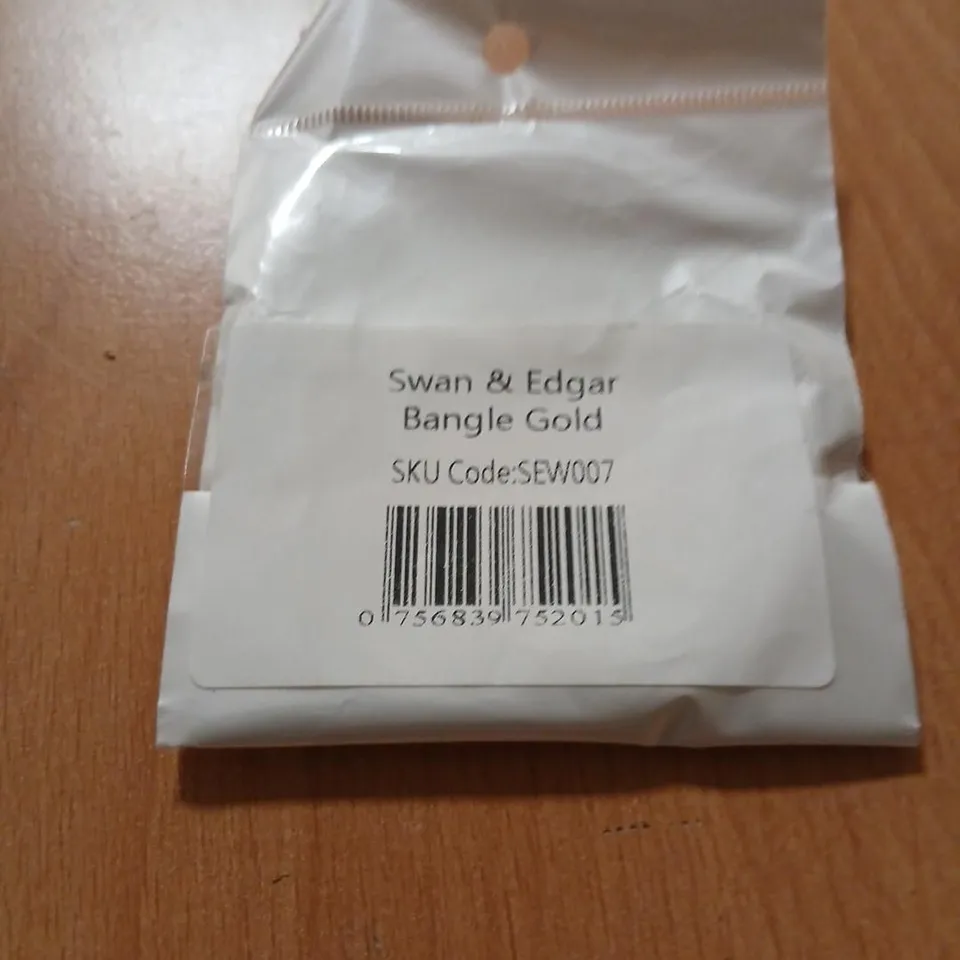 Swan & Edgar
Bangle Gold
SKU Code:SEW007
0 756839 752015